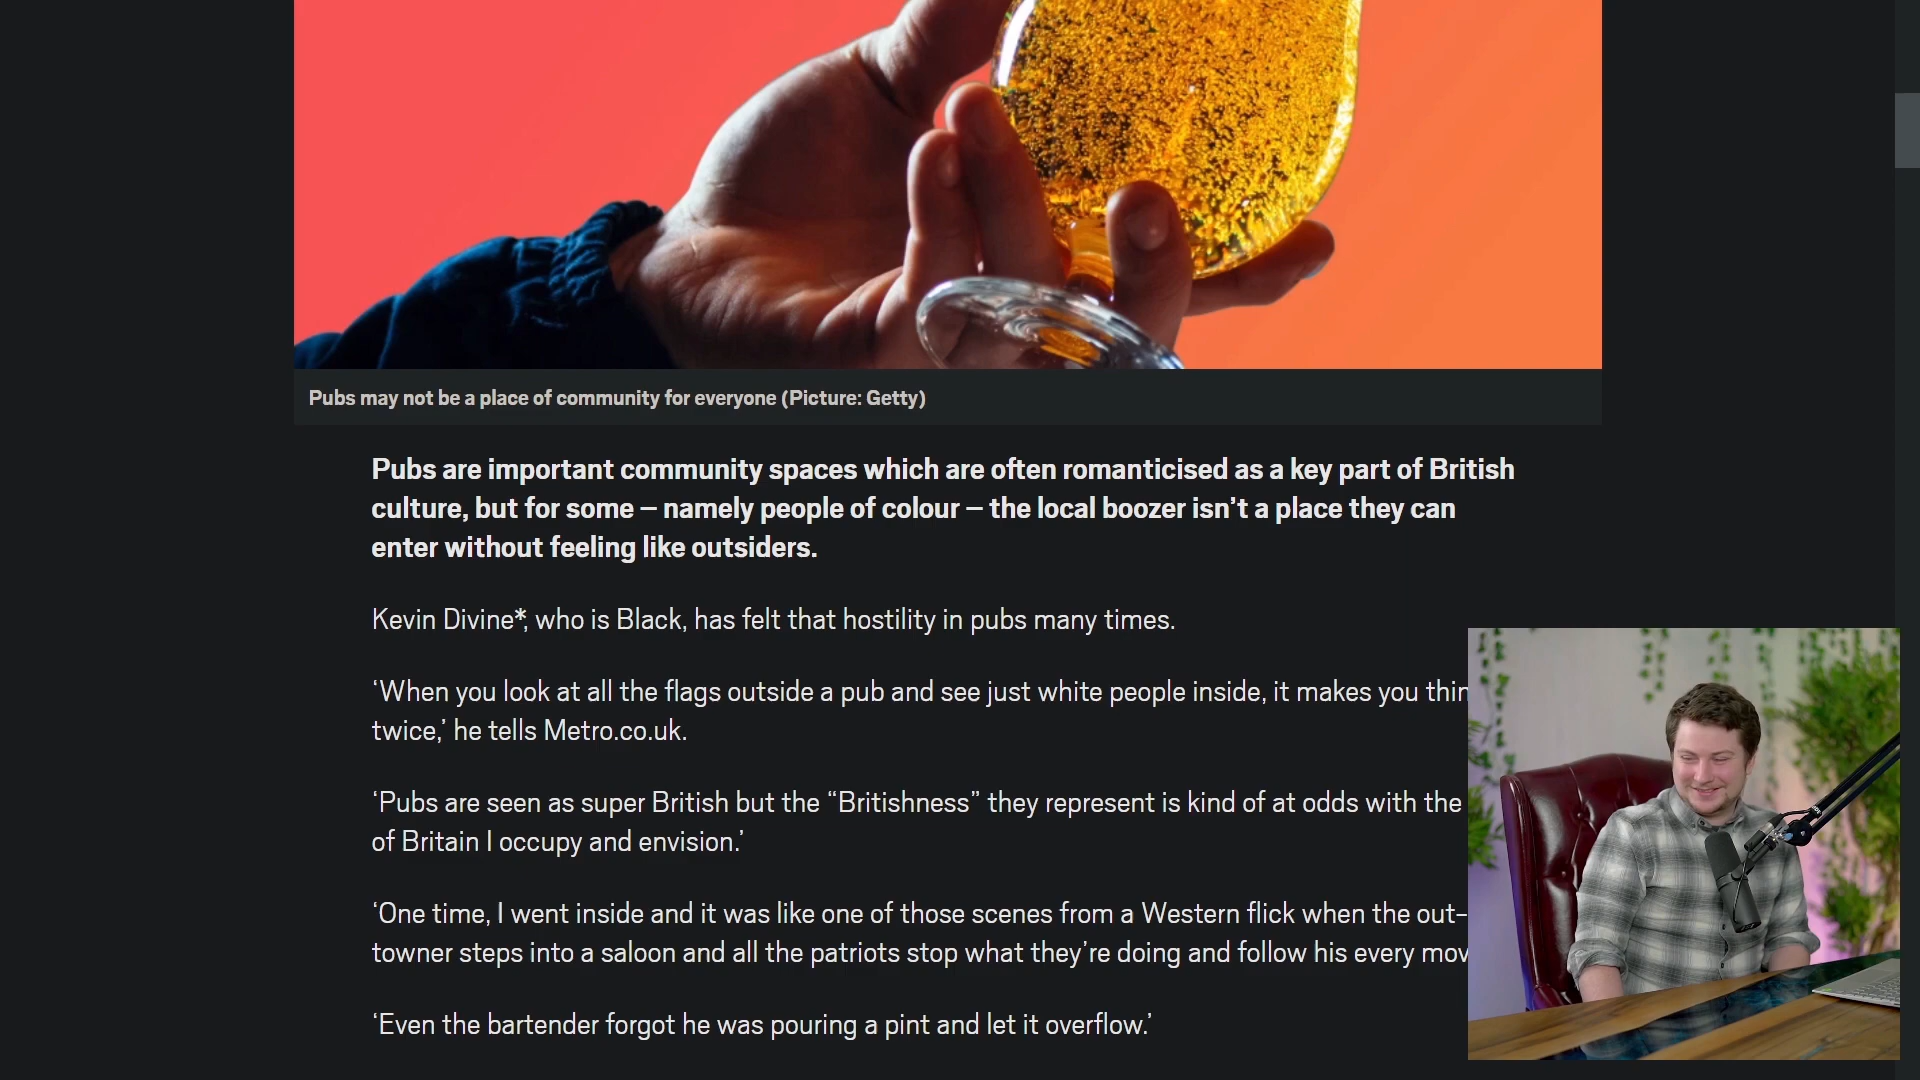 Pubs may not be a place of community for everyone (Picture: Getty)
Pubs are important community spaces which are often romanticised as a key part of British
culture, but for some – namely people of colour – the local boozer isn’t a place they can
enter without feeling like outsiders.
Kevin Divine*, who is Black, has felt that hostility in pubs many times.
‘When you look at all the flags outside a pub and see just white people inside, it makes you thin
twice,’ he tells Metro.co.uk.
‘Pubs are seen as super British but the “Britishness” they represent is kind of at odds with the
of Britain I occupy and envision.’
‘One time, I went inside and it was like one of those scenes from a Western flick when the out-
towner steps into a saloon and all the patriots stop what they’re doing and follow his every mov
‘Even the bartender forgot he was pouring a pint and let it overflow.’